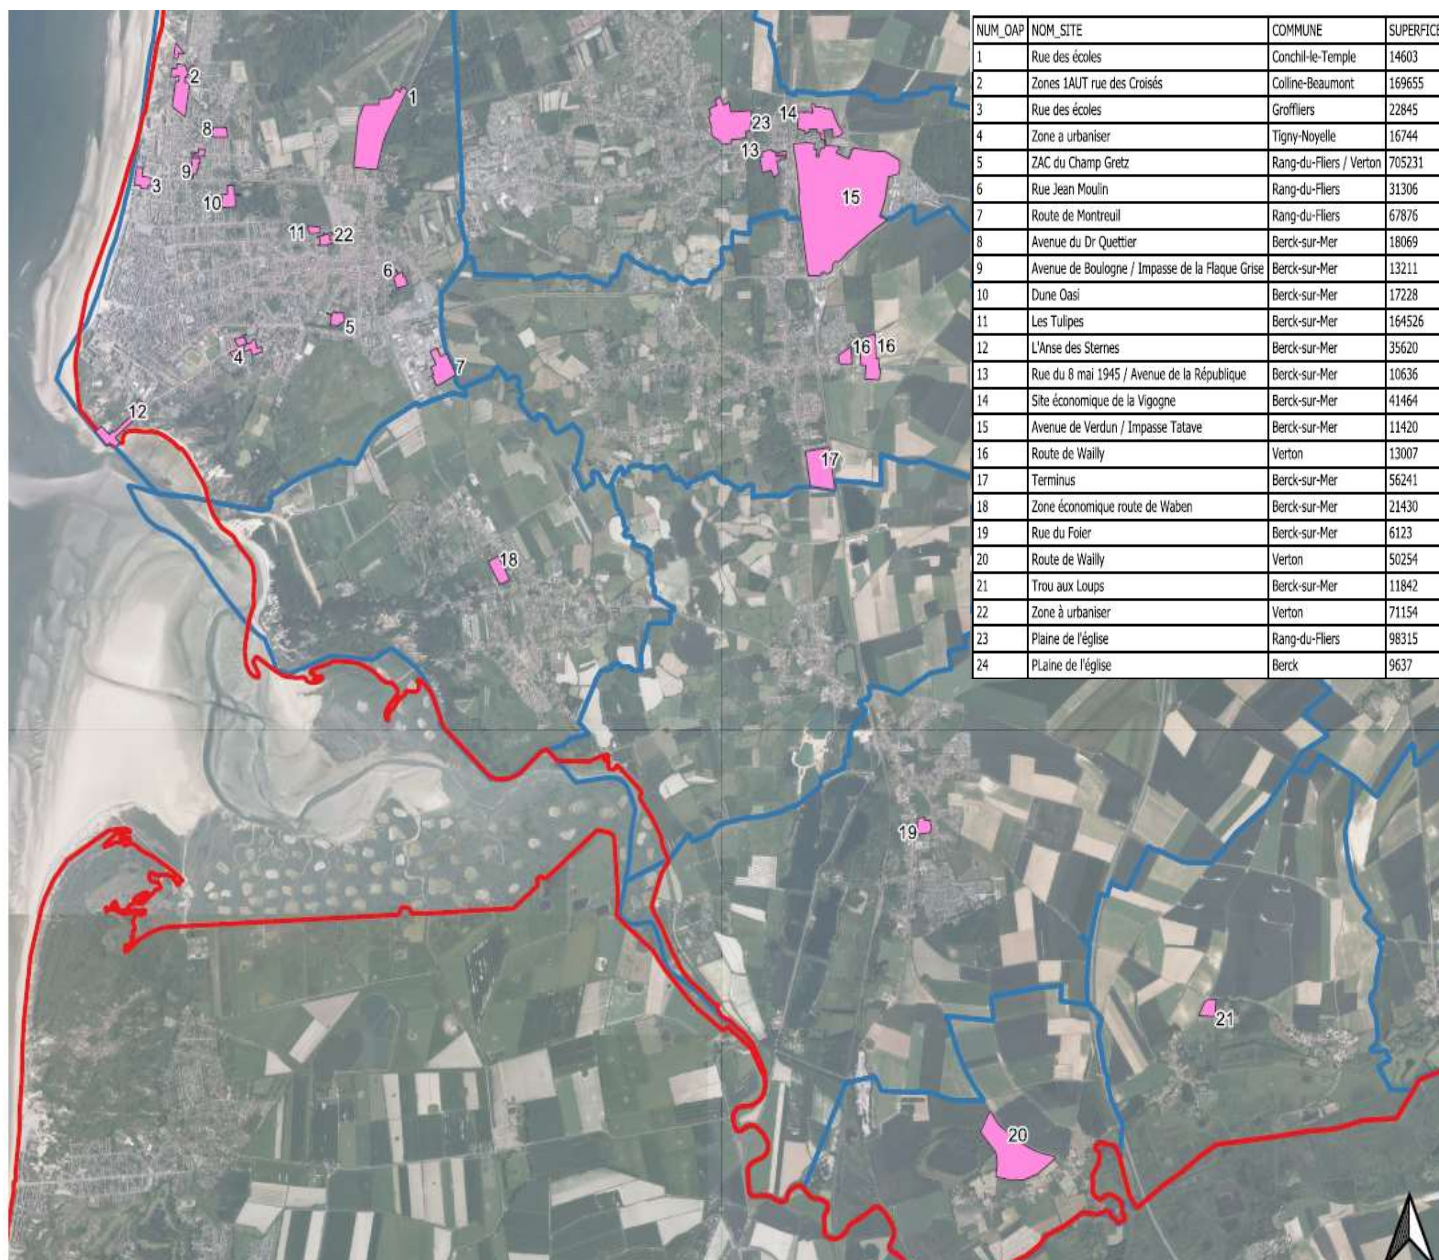 NUM_OAP NOM_SITE COMMUNE SUPERFICE
1 Rue des écoles Conchil-le-Temple 14603
2 Zones 1AUT rue des Croisés Colline-Beaumont 169655
3 Rue des écoles Groffliers 22845
4 Zone a urbaniser Tigny-Noyelle 16744
5 ZAC du Champ Gretz Rang-du-Fliers / Verton 705231
6 Rue Jean Moulin Rang-du-Fliers 31306
7 Route de Montreuil Rang-du-Fliers 67876
8 Avenue du Dr Quettier Berck-sur-Mer 18069
9 Avenue de Boulogne / Impasse de la Flaque Grise Berck-sur-Mer 13211
10 Dune Oasi Berck-sur-Mer 17228
11 Les Tulipes Berck-sur-Mer 164526
12 L'Anse des Sternes Berck-sur-Mer 35620
13 Rue du 8 mai 1945 / Avenue de la République Berck-sur-Mer 10636
14 Site économique de la Vigogne Berck-sur-Mer 41464
15 Avenue de Verdun / Impasse Tatave Berck-sur-Mer 11420
16 Route de Wailly Verton 13007
17 Terminus Berck-sur-Mer 56241
18 Zone économique route de Waben Berck-sur-Mer 21430
19 Rue du Foier Berck-sur-Mer 6123
20 Route de Wailly Verton 50254
21 Trou aux Loups Berck-sur-Mer 11842
22 Zone à urbaniser Verton 71154
23 Plaine de l'église Rang-du-Fliers 98315
24 PLaine de l'église Berck 9637
2
1
23
14
8
13
9
3
10
15
11
22
6
5
4
16
16
7
12
17
18
19
21
20